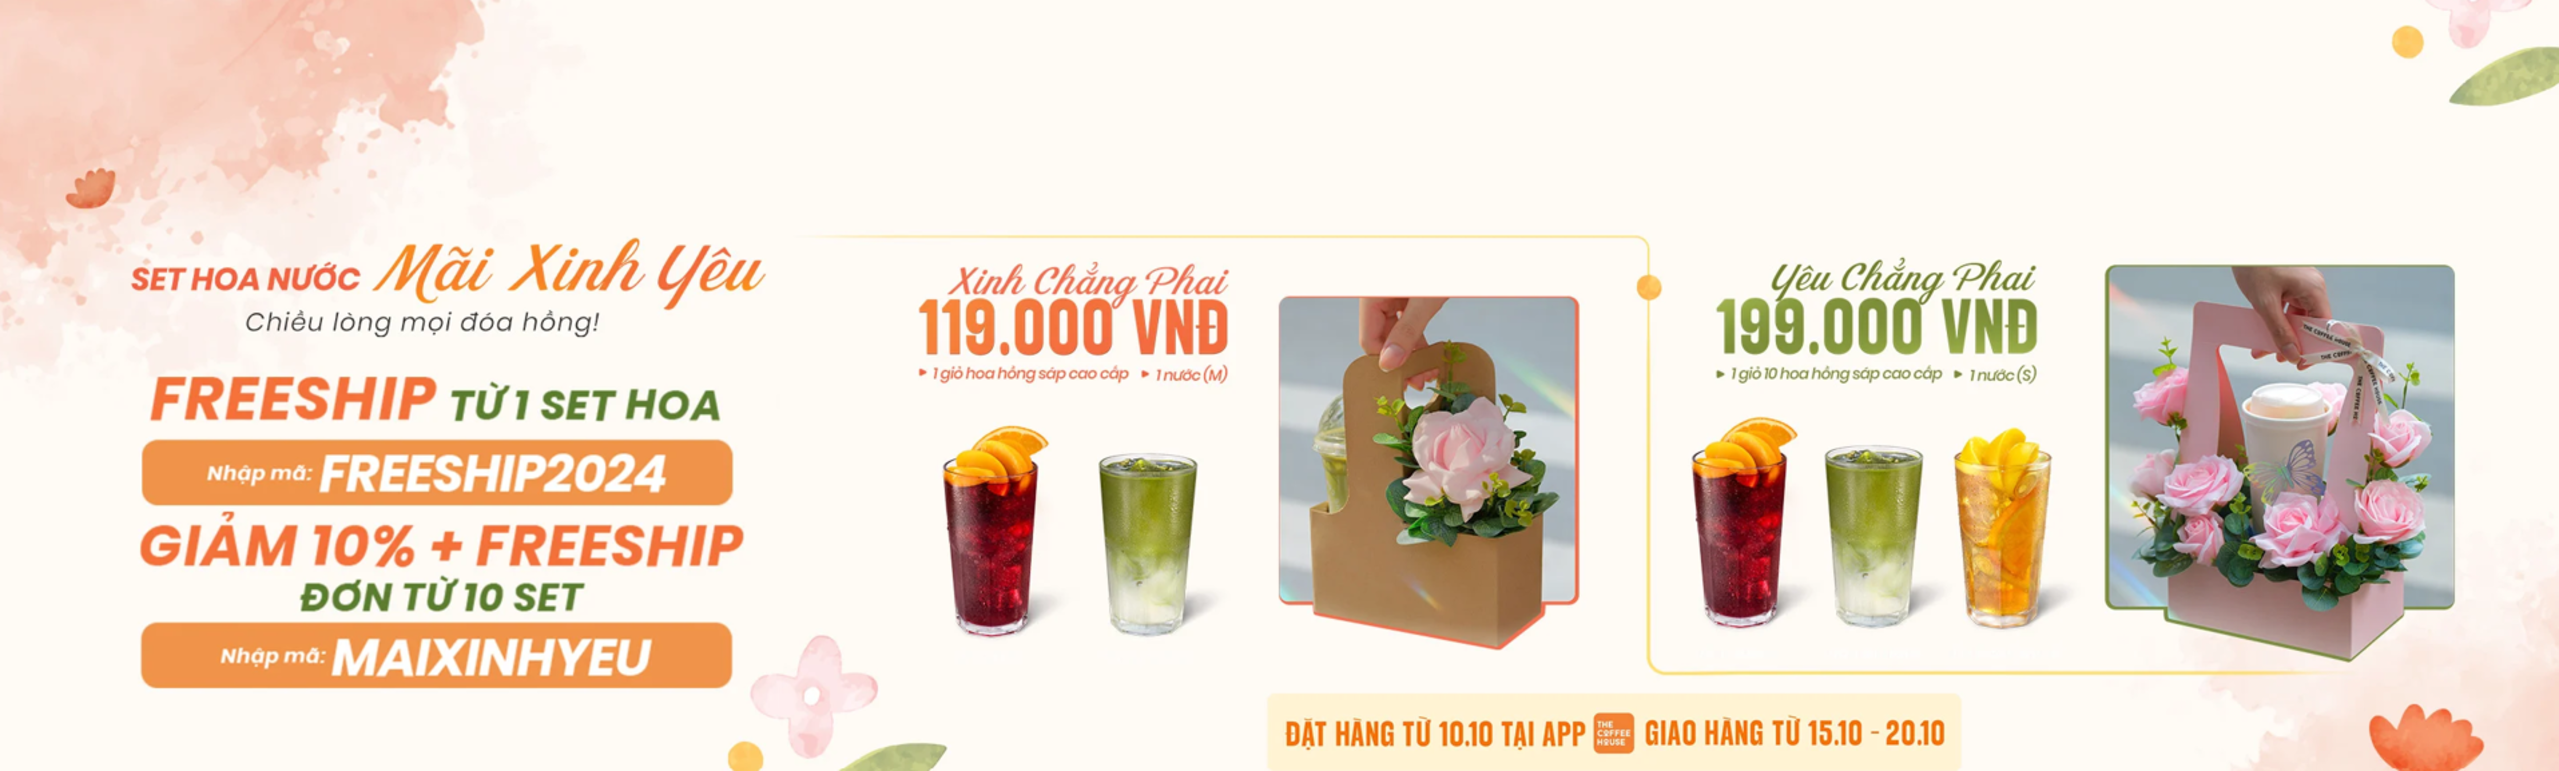 SET HOA NƯỚC Mãi Xinh Yêu
Chiều lòng mọi đóa hồng!
FREESHIP TỪ 1 SET HOA
Nhập mã: FREESHIP2024
GIẢM 10% + FREESHIP
ĐƠN TỪ 10 SET
Nhập mã: MAIXINHYEU
Xinh Chẳng Phai
119.000 VNĐ
1 giỏ hoa hồng sáp cao cấp 1 nước (M)
Yêu Chẳng Phai
199.000 VNĐ
1 giỏ 10 hoa hồng sáp cao cấp 1 nước (S)
THE COFFEE HOUSE
ĐẶT HÀNG TỪ 10.10 TẠI APP THE COFFEE HOUSE GIAO HÀNG TỪ 15.10 - 20.10